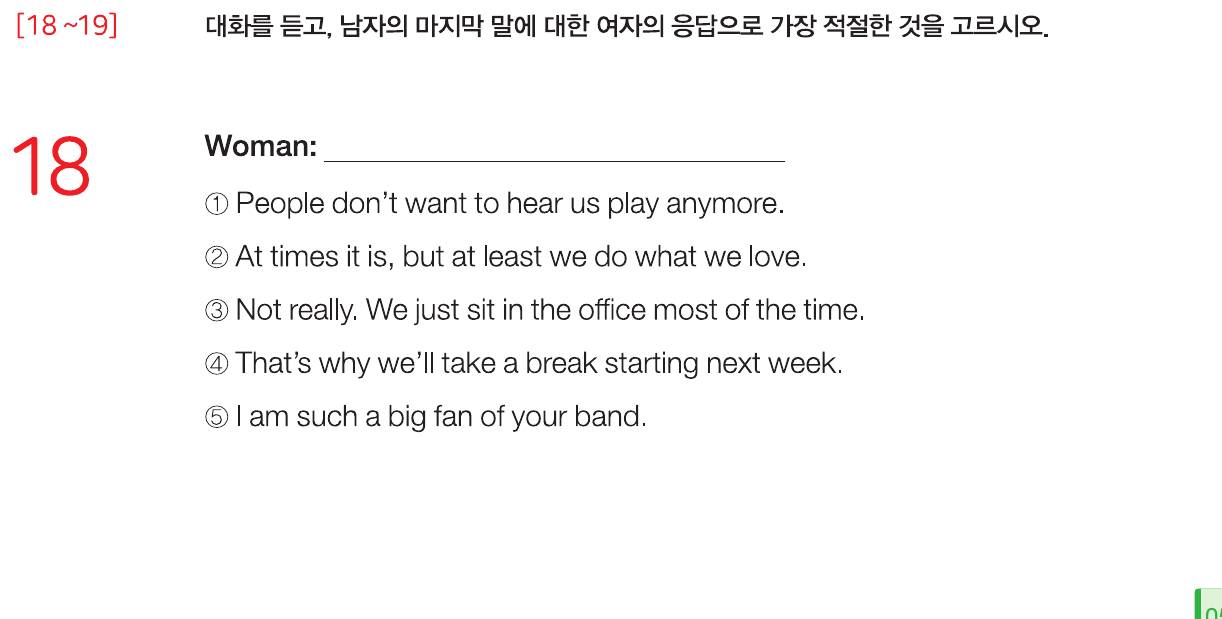 [18 ~19] 대화를 듣고, 남자의 마지막 말에 대한 여자의 응답으로 가장 적절한 것을 고르시오.
18 Woman: ____________________
① People don't want to hear us play anymore.
② At times it is, but at least we do what we love.
③ Not really. We just sit in the office most of the time.
④ That's why we'll take a break starting next week.
⑤ I am such a big fan of your band.